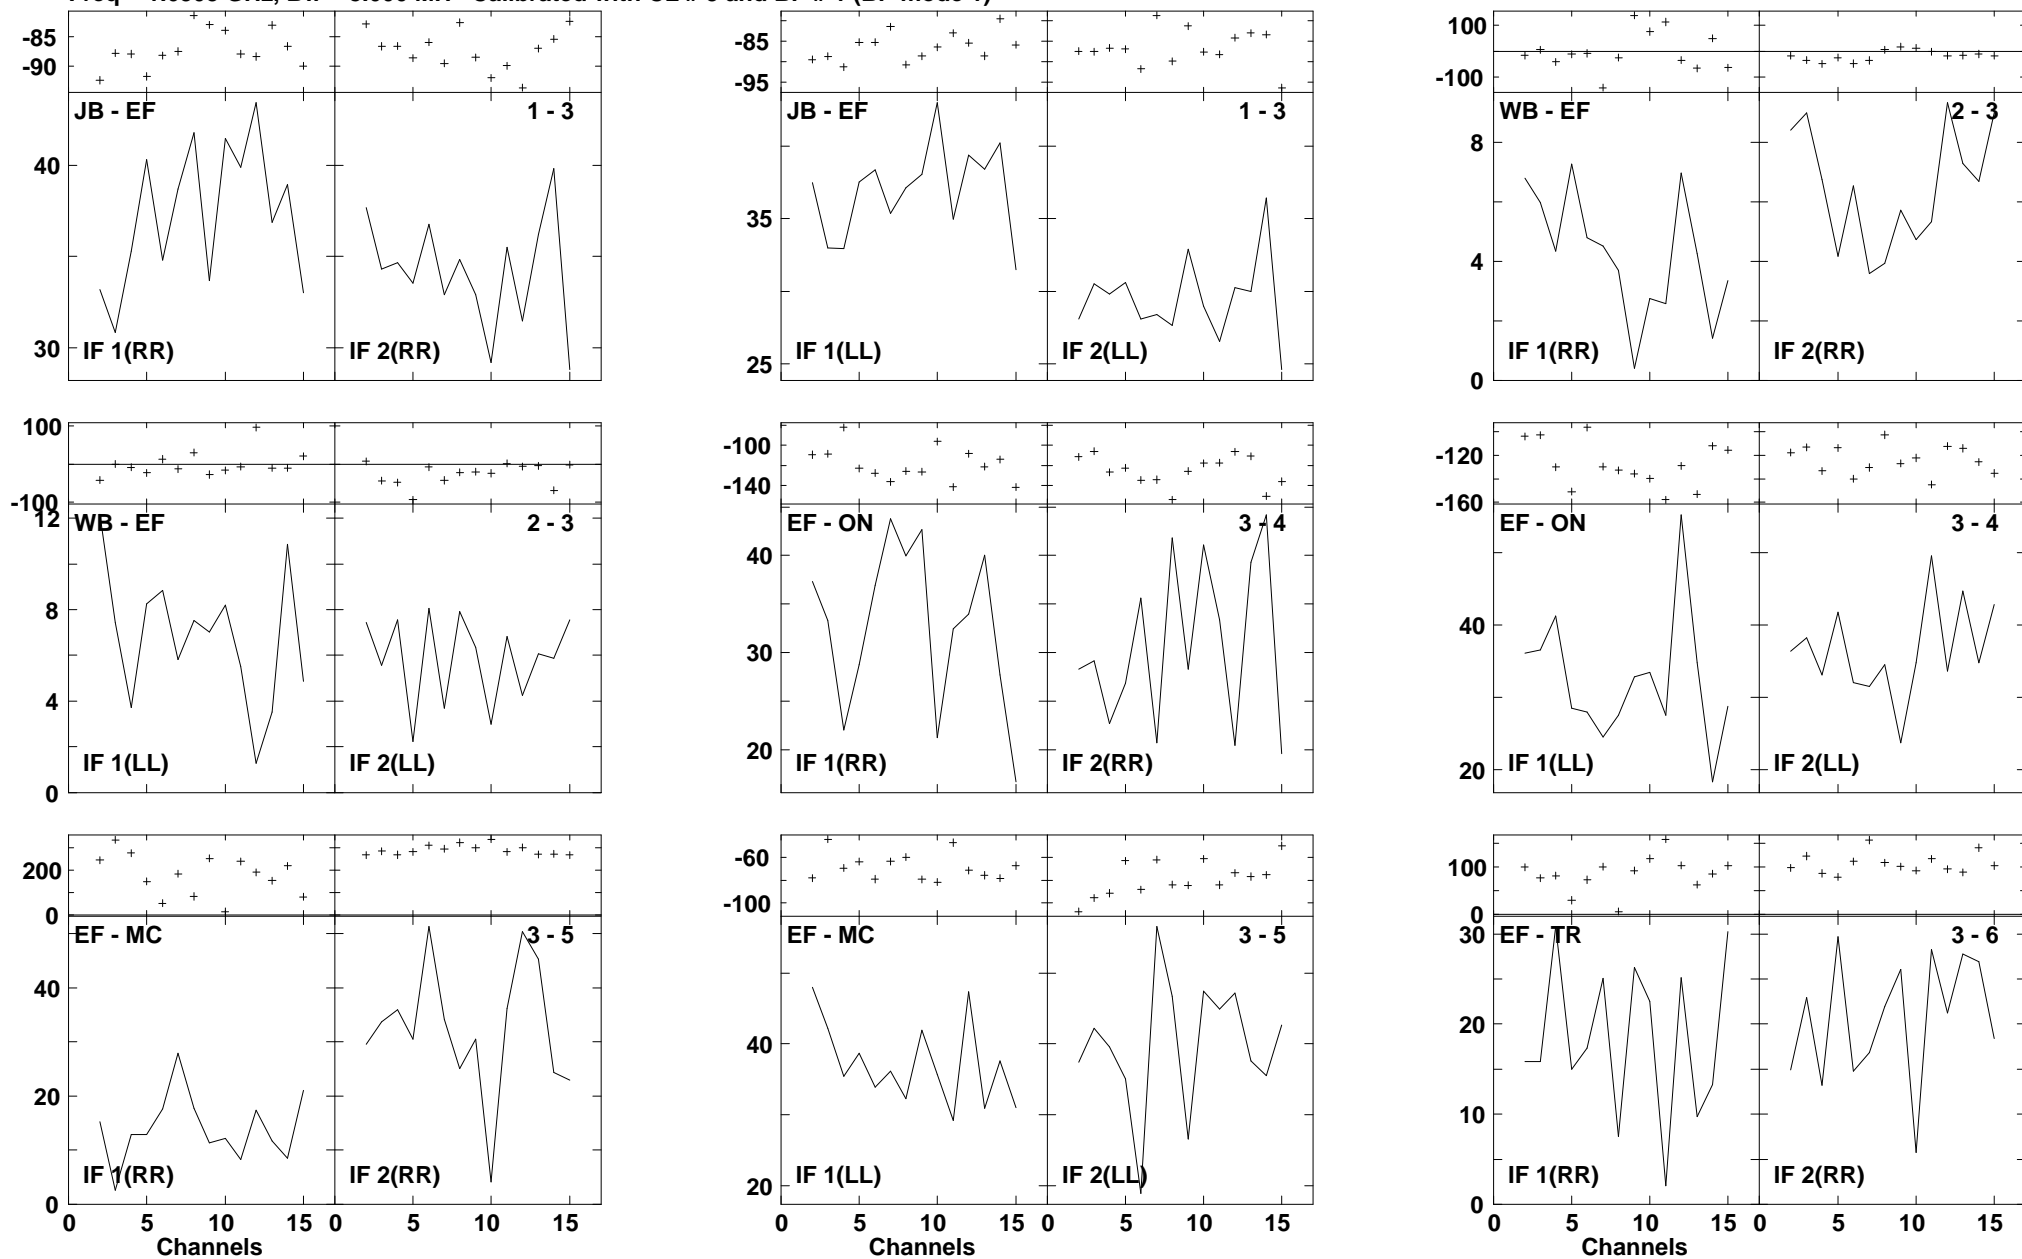 -85
-90
JB - EF 1 - 3
40
30
IF 1(RR) IF 2(RR)
-85
-95
JB - EF 1 - 3
35
25
IF 1(LL) IF 2(LL)
100
-100
WB - EF 2 - 3
8
4
0
IF 1(RR) IF 2(RR)
100
-100
12
WB - EF 2 - 3
8
4
0
IF 1(LL) IF 2(LL)
-100
-140
EF - ON 3 - 4
40
30
20
IF 1(RR) IF 2(RR)
-120
-160
EF - ON 3 - 4
40
20
IF 1(LL) IF 2(LL)
200
0
EF - MC 3 - 5
40
20
0
IF 1(RR) IF 2(RR)
0 5 10 15 0 5 10 15
Channels
-60
-100
EF - MC 3 - 5
40
20
IF 1(LL) IF 2(LL)
0 5 10 15 0 5 10 15
Channels
100
0
30
EF - TR 3 - 6
20
10
0
IF 1(RR) IF 2(RR)
0 5 10 15 0 5 10 15
Channels